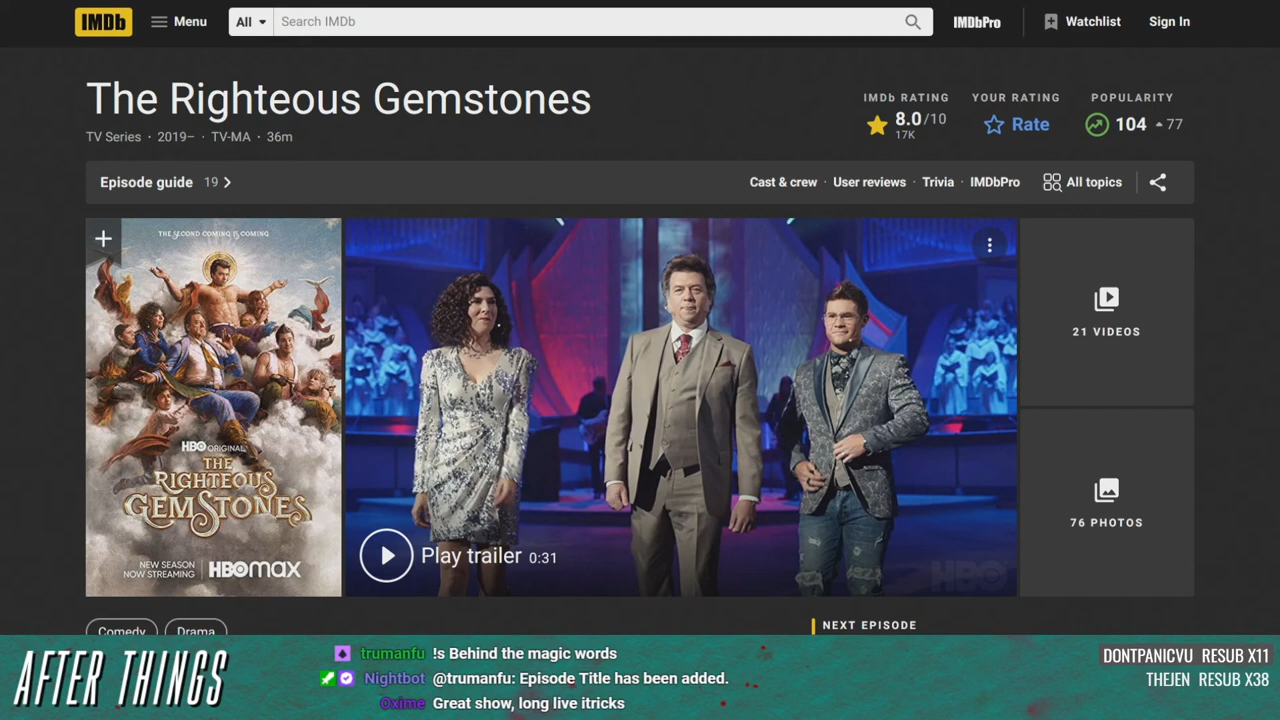 IMDb
Menu
All
Search IMDb
IMDbPro
Watchlist
Sign In
The Righteous Gemstones
TV Series · 2019– · TV-MA · 36m
IMDb RATING
8.0/10
17K
YOUR RATING
Rate
POPULARITY
104
77
Episode guide 19
Cast & crew · User reviews · Trivia · IMDbPro
All topics
THE SECOND COMING IS COMING
HBO ORIGINAL
THE
RIGHTEOUS
GEMSTONES
NEW SEASON
NOW STREAMING
HBOMAX
Play trailer 0:31
HBO
21 VIDEOS
76 PHOTOS
Comedy
Drama
NEXT EPISODE
AFTER THINGS
trumanfu !s Behind the magic words
Nightbot @trumanfu: Episode Title has been added.
Oxime Great show, long live itricks
DONTPANICVU RESUB X11
THEJEN RESUB X38